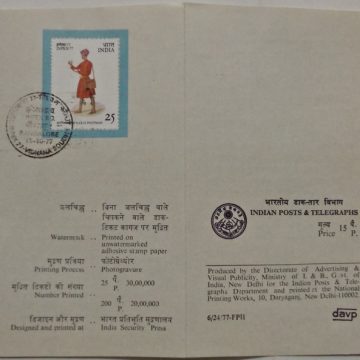 भारत
INDIA
25
BANGALORE
जलचिह्न .. बिना जलचिह्न वाले
चिपकने वाले डाक-
टिकट कागज पर मुद्रित
Watermark .. Printed on
unwatermarked
adhesive stamp paper
मुद्रण प्रक्रिया .. फोटोग्रेव्योर
Printing Process .. Photogravure
मुद्रित टिकटों की संख्या 25 पै. 30,00,000
Number Printed ..
200 पै. 20,00,000
डिजाइन और मुद्रण .. भारत प्रतिभूति मुद्रणालय
Designed and printed at India Security Press
भारतीय डाक-तार विभाग
INDIAN POSTS & TELEGRAPHS
मूल्य 15 पै.
Price P.
Produced by the Directorate of Advertising &
Visual Publicity, Ministry of I. & B., Govt. of
India, New Delhi for the Indian Posts & Tele-
graphs Department and printed at the National
Printing Works, 10, Daryaganj, New Delhi-110002
6/24/77-PPII
davp